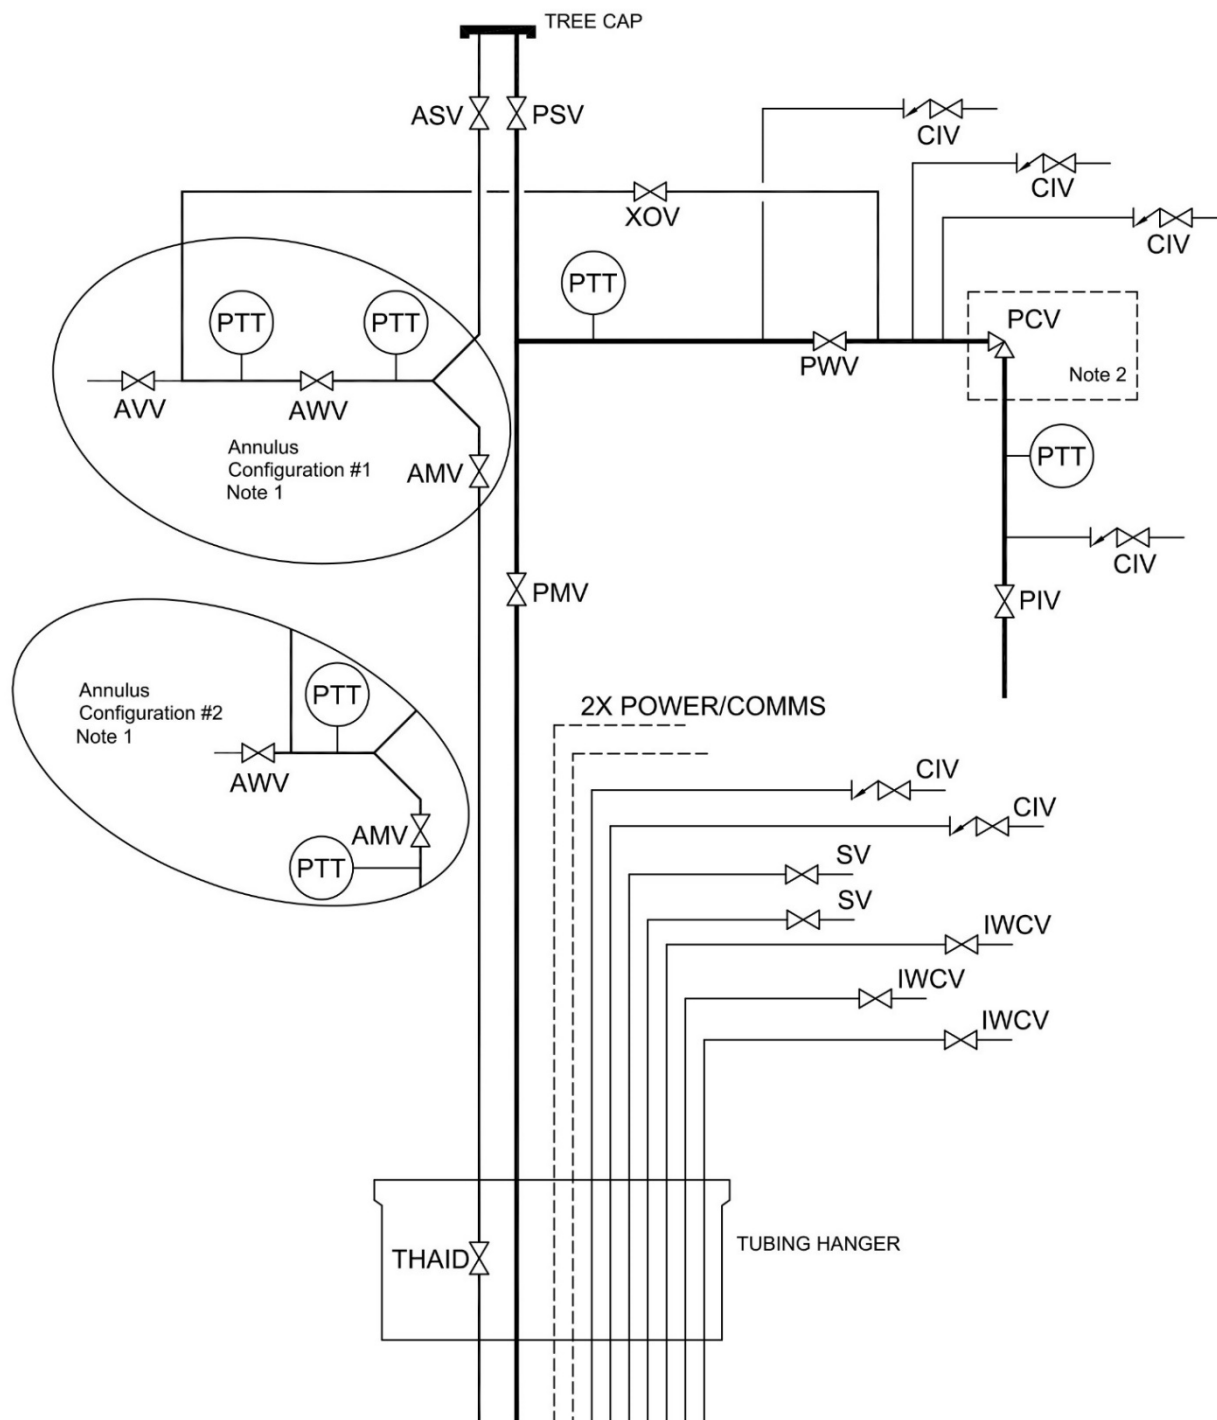 TREE CAP
ASV
PSV
CIV
CIV
CIV
XOV
PTT
PTT
PTT
PCV
Note 2
PWV
AVV
AWV
Annulus
Configuration #1
Note 1
AMV
PTT
CIV
PMV
PIV
Annulus
Configuration #2
Note 1
PTT
AWV
AMV
PTT
2X POWER/COMMS
CIV
CIV
SV
SV
IWCV
IWCV
IWCV
THAID
TUBING HANGER